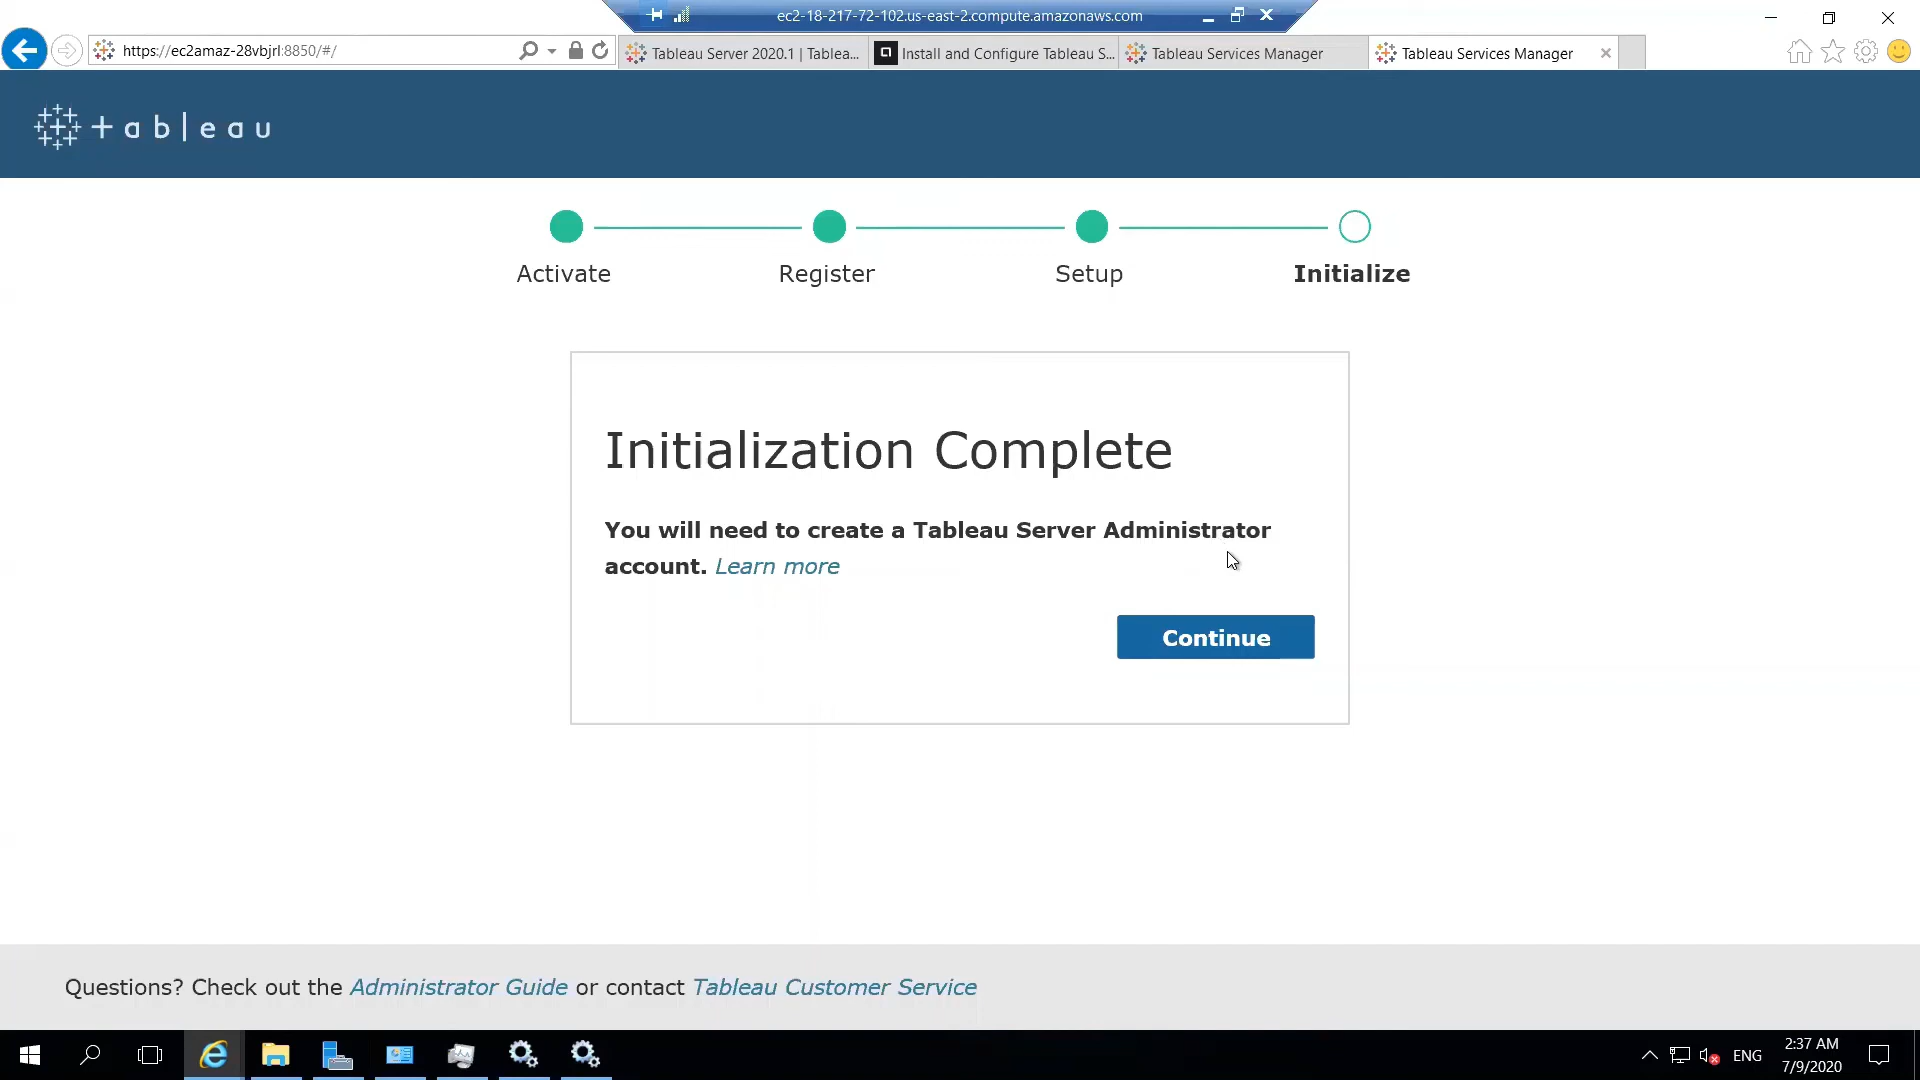 ec2-18-217-72-102.us-east-2.compute.amazonaws.com
https://ec2amaz-28vbjrl:8850/#/
Tableau Server 2020.1 | Tablea...
Install and Configure Tableau S...
Tableau Services Manager
Tableau Services Manager
+ableau
Activate
Register
Setup
Initialize
Initialization Complete
You will need to create a Tableau Server Administrator
account. Learn more
Continue
Questions? Check out the Administrator Guide or contact Tableau Customer Service
ENG
2:37 AM
7/9/2020